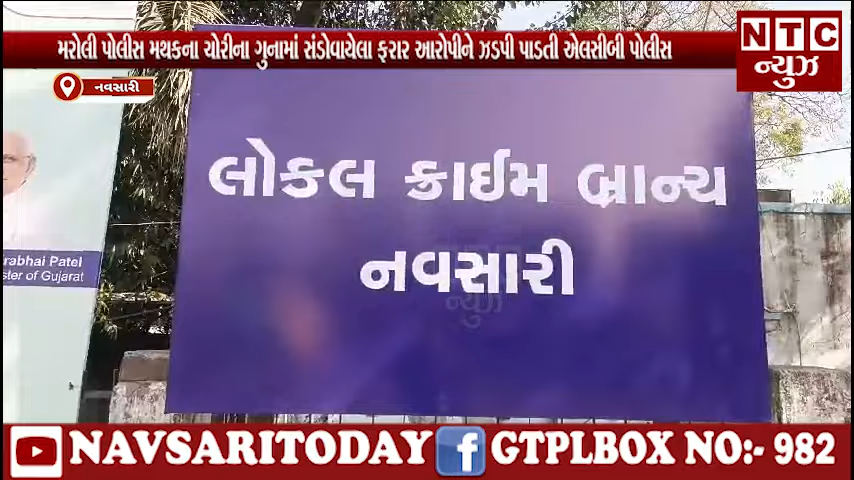 મરોલી પોલીસ મથકના ચોરીના ગુનામાં સંડોવાયેલા ફરાર આરોપીને ઝડપી પાડતી એલસીબી પોલીસ
NTC
ન્યુઝ
નવસારી
લોકલ ક્રાઈમ બ્રાન્ચ
નવસારી
ન્યુઝ
rabhai Patel
ster of Gujarat
NAVSARITODAY f GTPLBOX NO:- 982